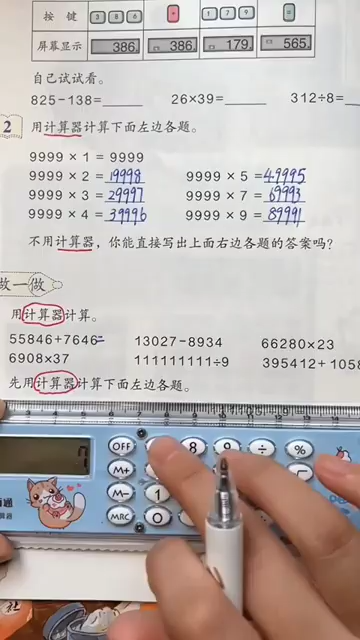 按 键 3 8 6 + 1 7 9 =
屏幕显示 386. 386. 179. 565.
自己试试看。
825－138＝ 26×39＝ 312÷8＝
2 用计算器计算下面左边各题。
9999 × 1 ＝ 9999
9999 × 2 ＝ 19998 9999 × 5 ＝ 49995
9999 × 3 ＝ 29997 9999 × 7 ＝ 69993
9999 × 4 ＝ 39996 9999 × 9 ＝ 89991
不用计算器，你能直接写出上面右边各题的答案吗？
做一做
用计算器计算。
55846＋7646＝ 13027－8934 66280×23
6908×37 111111111÷9 395412＋1058
先用计算器计算下面左边各题。
OFF 8 9 ÷ %
M+
M− 1
MRC 0